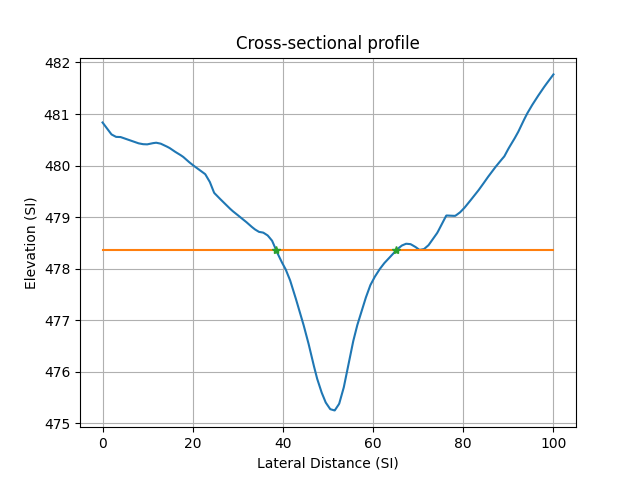 Cross-sectional profile
482
481
480
479
478
477
476
475
Elevation (SI)
0 20 40 60 80 100
Lateral Distance (SI)